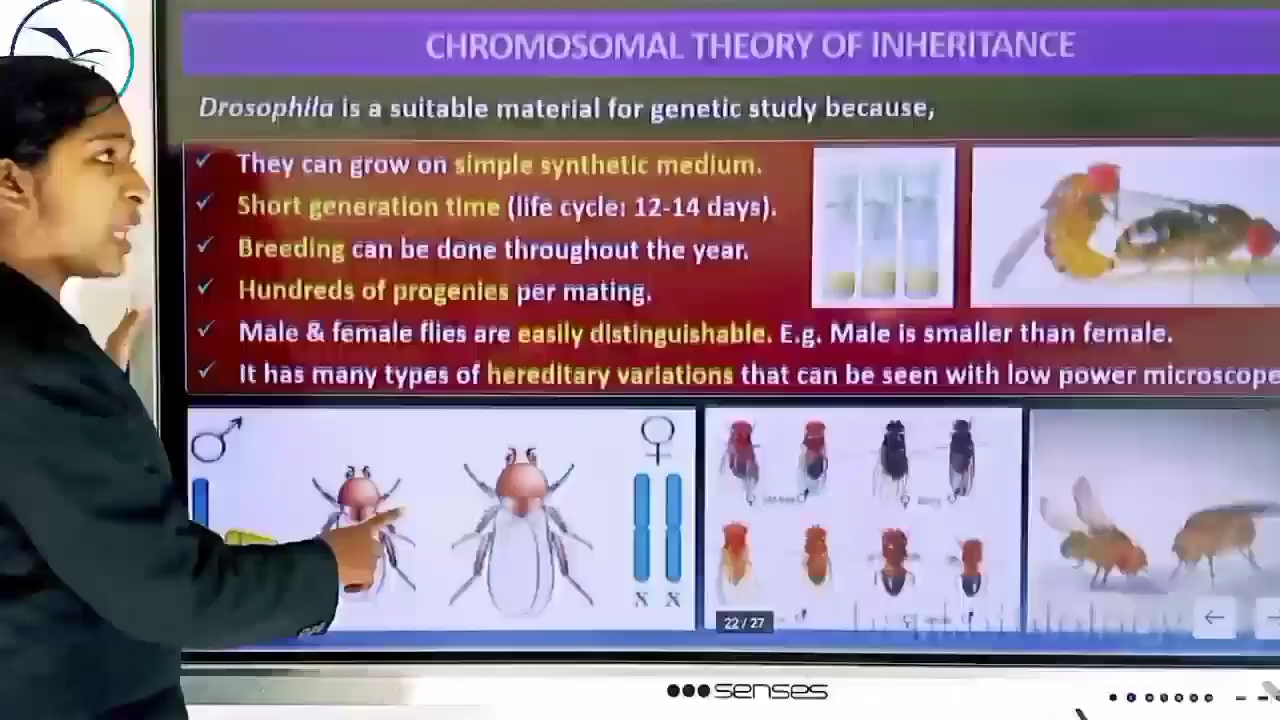 CHROMOSOMAL THEORY OF INHERITANCE
Drosophila is a suitable material for genetic study because,
✓ They can grow on simple synthetic medium.
✓ Short generation time (life cycle: 12-14 days).
✓ Breeding can be done throughout the year.
✓ Hundreds of progenies per mating.
✓ Male & female flies are easily distinguishable. E.g. Male is smaller than female.
✓ It has many types of hereditary variations that can be seen with low power microscope
♂
♀
X X
22 / 27
senses